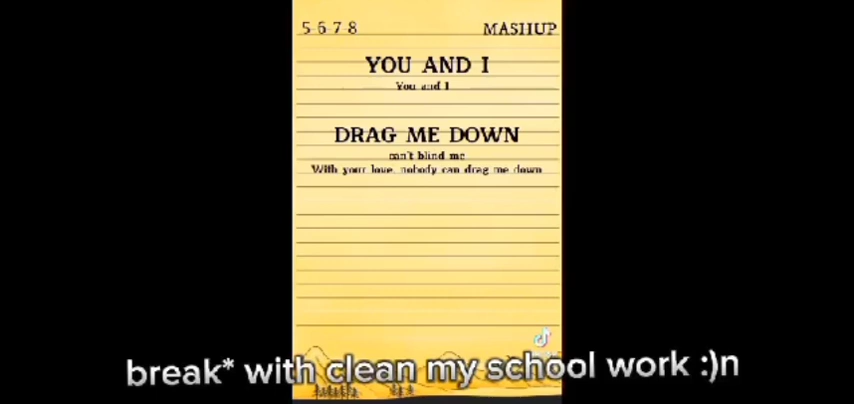 5 6 7 8 MASHUP
YOU AND I
You and I
DRAG ME DOWN
can't blind me
With your love, nobody can drag me down
break* with clean my school work :)n